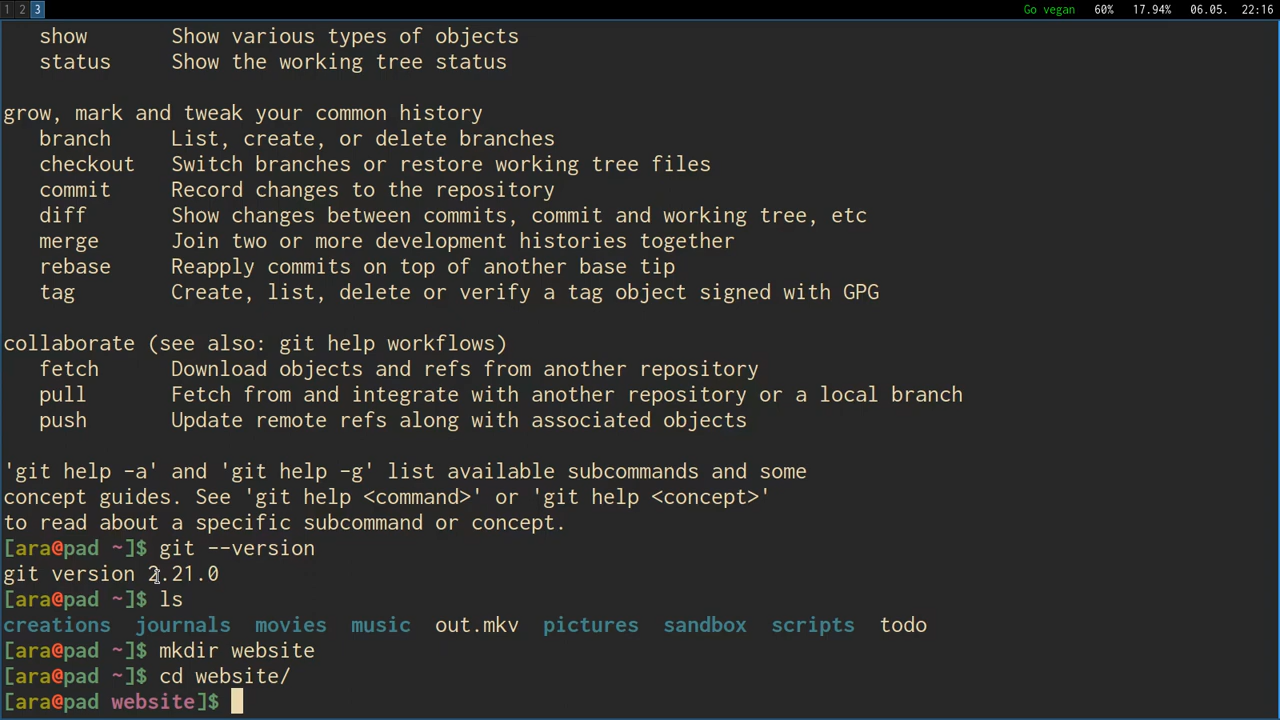 1 2 3 Go vegan 60% 17.94% 06.05. 22:16
show Show various types of objects
status Show the working tree status
grow, mark and tweak your common history
branch List, create, or delete branches
checkout Switch branches or restore working tree files
commit Record changes to the repository
diff Show changes between commits, commit and working tree, etc
merge Join two or more development histories together
rebase Reapply commits on top of another base tip
tag Create, list, delete or verify a tag object signed with GPG
collaborate (see also: git help workflows)
fetch Download objects and refs from another repository
pull Fetch from and integrate with another repository or a local branch
push Update remote refs along with associated objects
'git help -a' and 'git help -g' list available subcommands and some
concept guides. See 'git help <command>' or 'git help <concept>'
to read about a specific subcommand or concept.
[ara@pad ~]$ git --version
git version 2.21.0
[ara@pad ~]$ ls
creations journals movies music out.mkv pictures sandbox scripts todo
[ara@pad ~]$ mkdir website
[ara@pad ~]$ cd website/
[ara@pad website]$